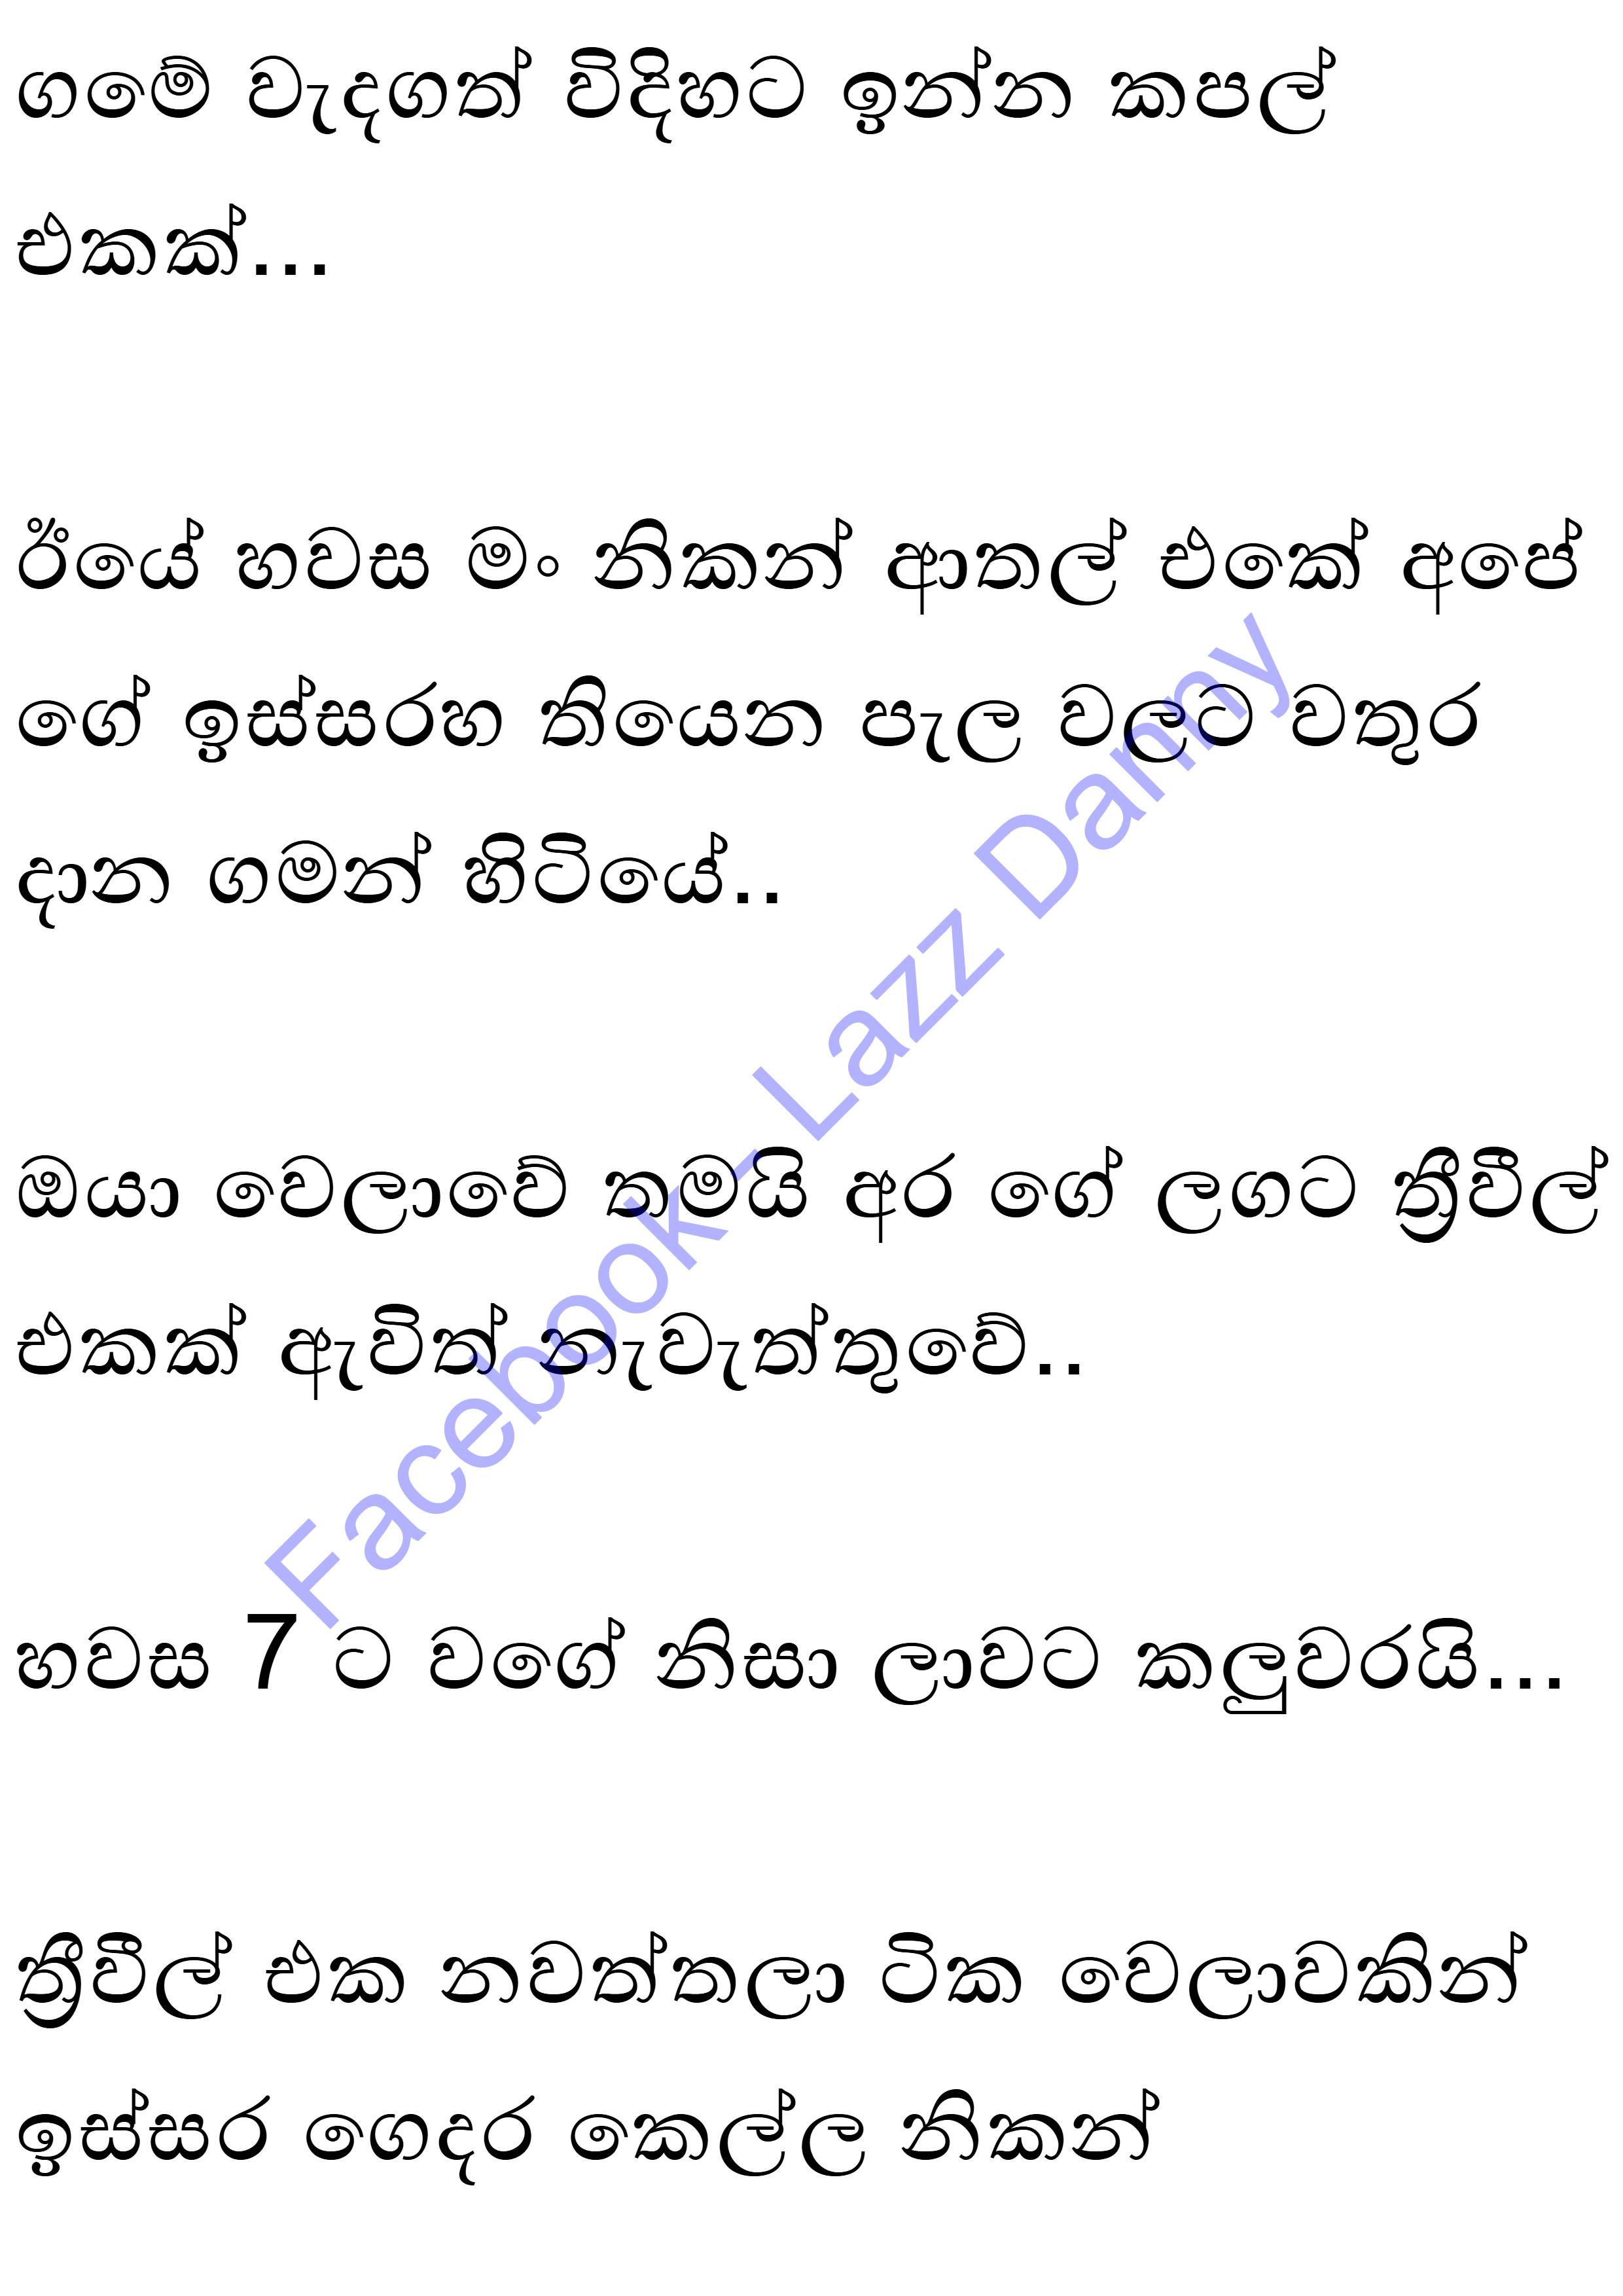 ගමේ වැදගත් විදිහට ඉන්න කපල්
එකක්...
ඊයේ හවස මං නිකන් ආතල් එකේ අපේ
ගේ ඉස්සරහ තියෙන පැල වලට වතුර
දාන ගමන් හිටියේ..
ඔයා වෙලාවේ තමයි අර ගේ ලගට ත්‍රීවීල්
එකක් ඇවිත් නැවැත්තුවේ..
හවස 7 ට වගේ නිසා ලාවට කලුවරයි...
ත්‍රීවීල් එක නවත්තලා ටික වෙලාවකින්
ඉස්සර ගෙදර කෙල්ල නිකන්
Facebook - Lazz Danny